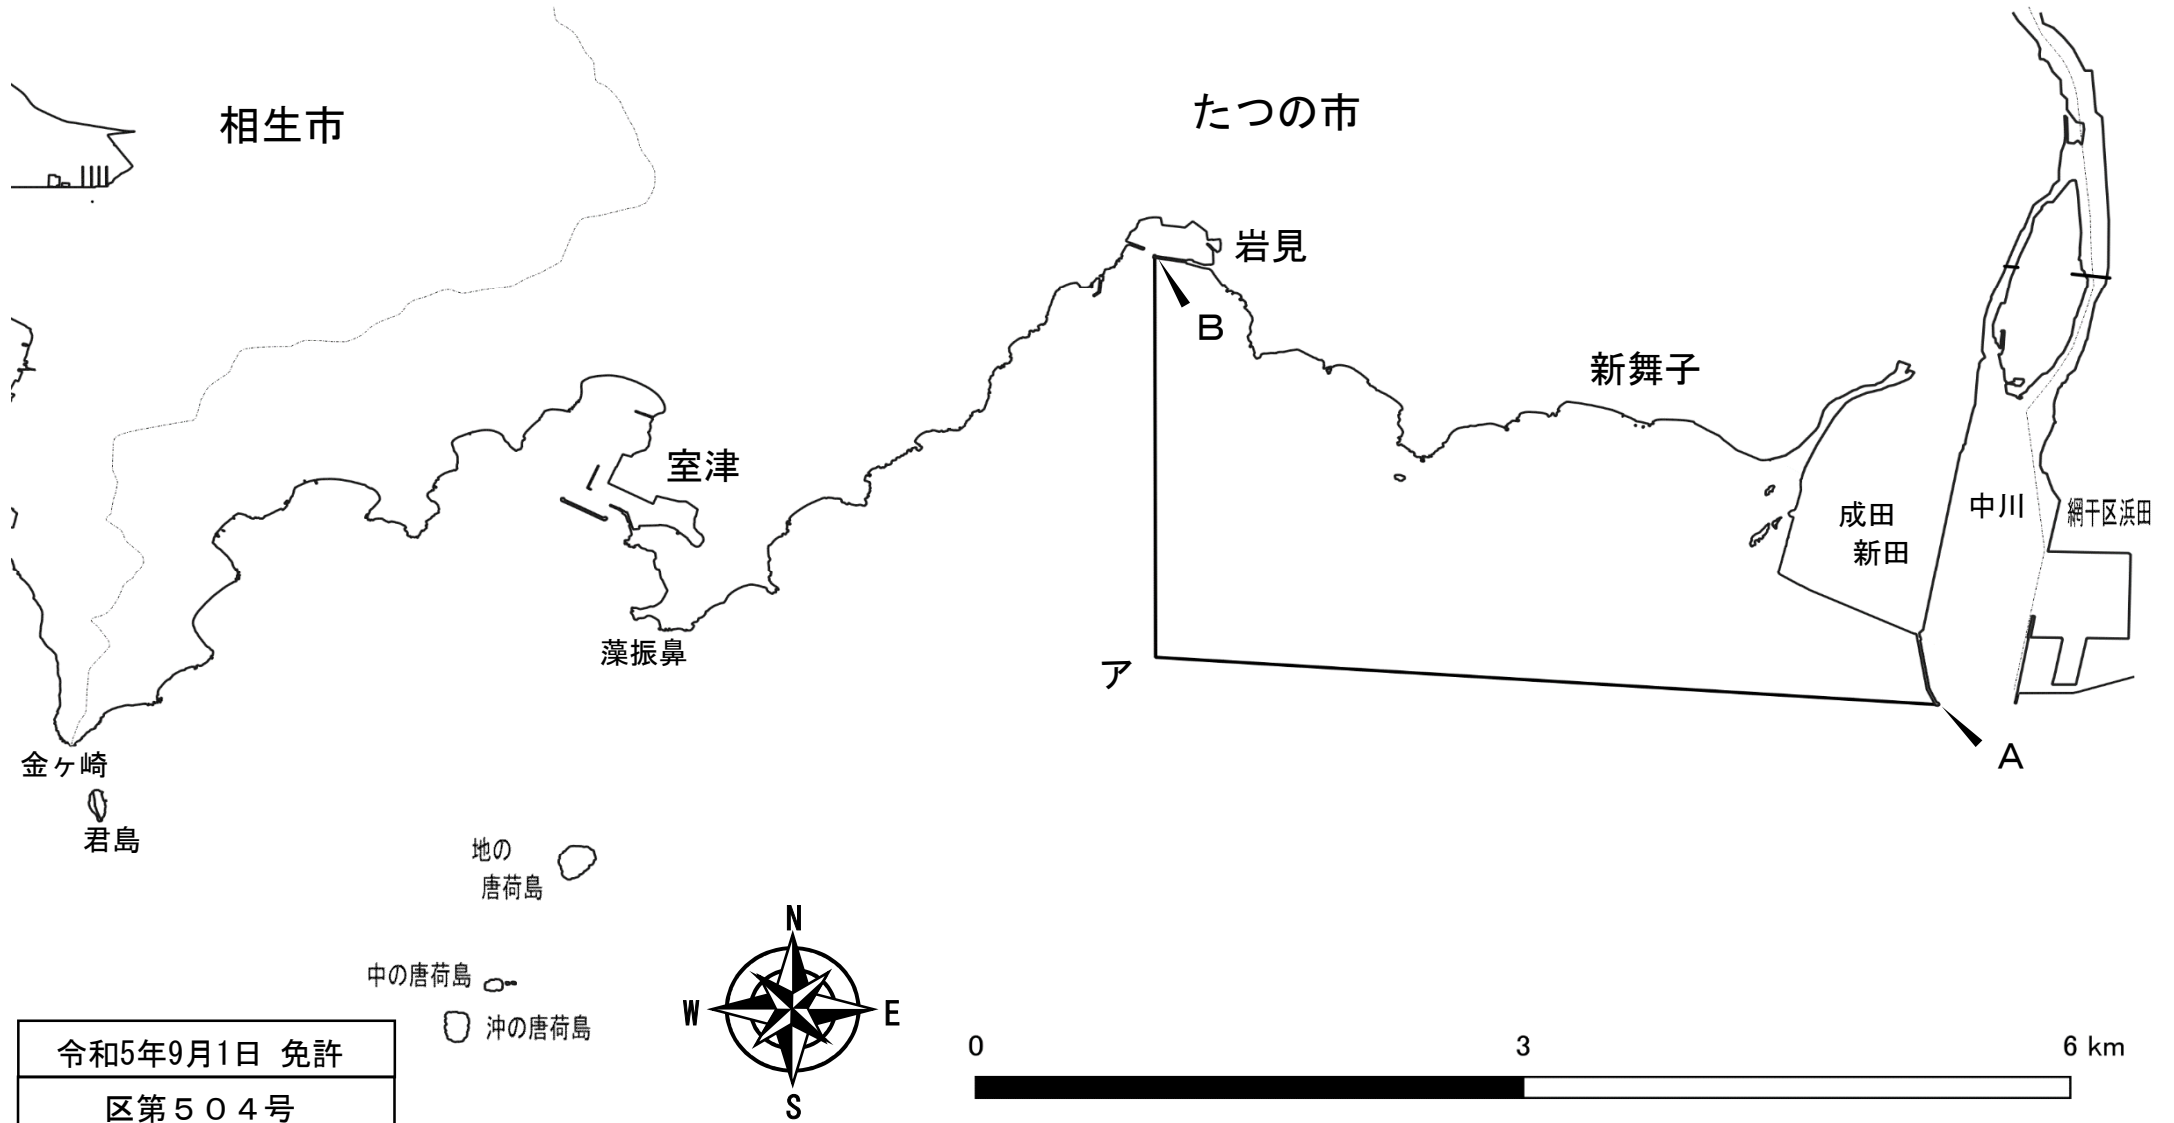 相生市
たつの市
岩見
B
新舞子
室津
成田
新田
中川
網干区浜田
藻振鼻
ア
A
金ヶ崎
君島
地の
唐荷島
中の唐荷島
沖の唐荷島
N
W
E
S
0
3
6 km
令和5年9月1日 免許
区第５０４号